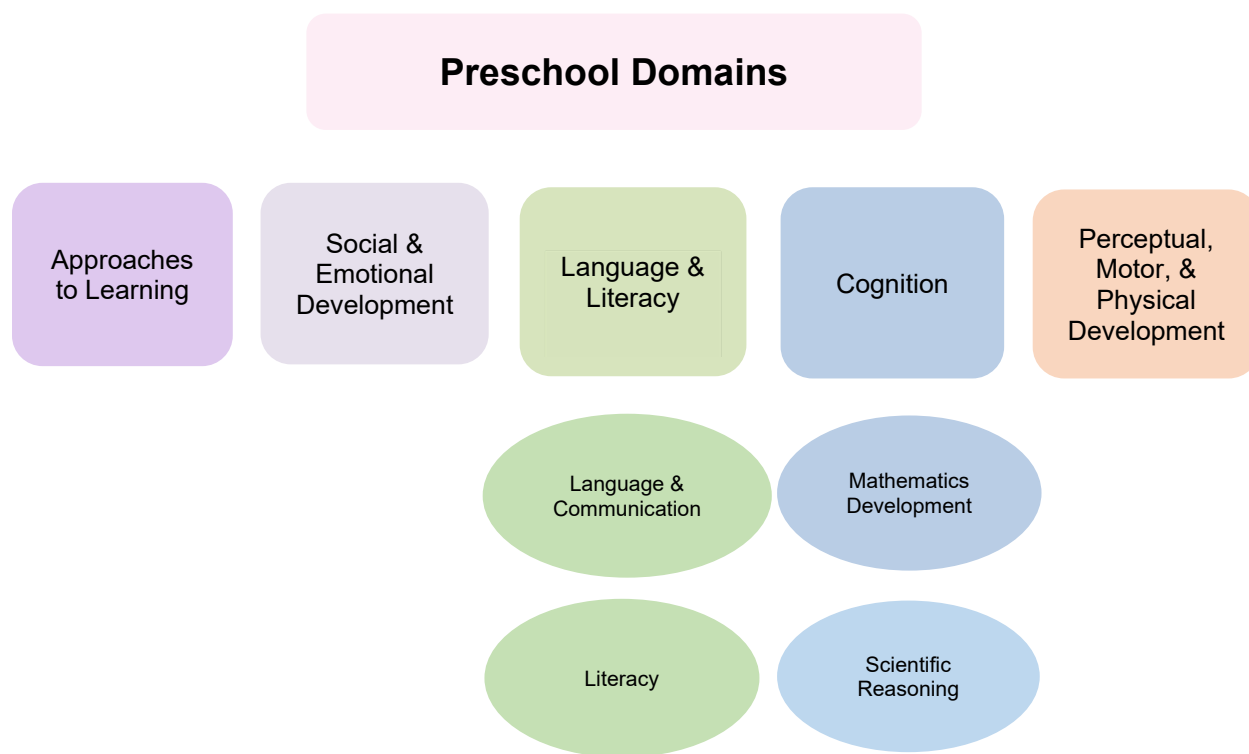 Preschool Domains
Approaches
to Learning
Social &
Emotional
Development
Language &
Literacy
Cognition
Perceptual,
Motor, &
Physical
Development
Language &
Communication
Mathematics
Development
Literacy
Scientific
Reasoning